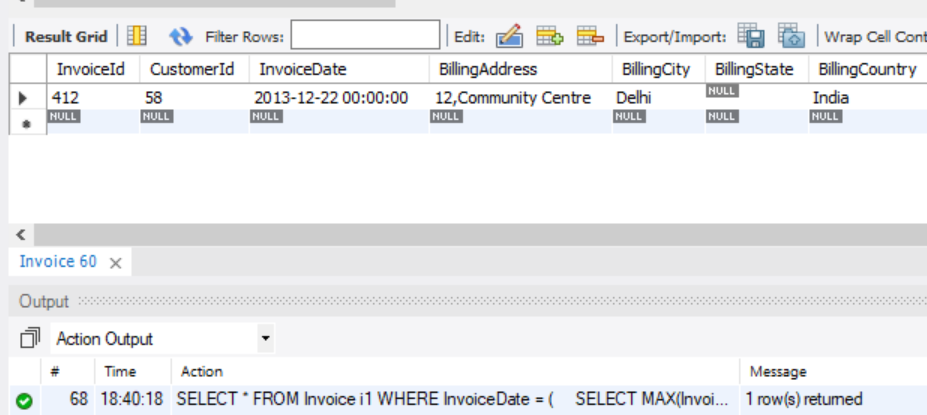 Result Grid Filter Rows: Edit: Export/Import: Wrap Cell Cont
InvoiceId CustomerId InvoiceDate BillingAddress BillingCity BillingState BillingCountry
412 58 2013-12-22 00:00:00 12,Community Centre Delhi NULL India
NULL NULL NULL NULL NULL NULL NULL
Invoice 60
Output
Action Output
# Time Action Message
68 18:40:18 SELECT * FROM Invoice i1 WHERE InvoiceDate = ( SELECT MAX(Invoi... 1 row(s) returned